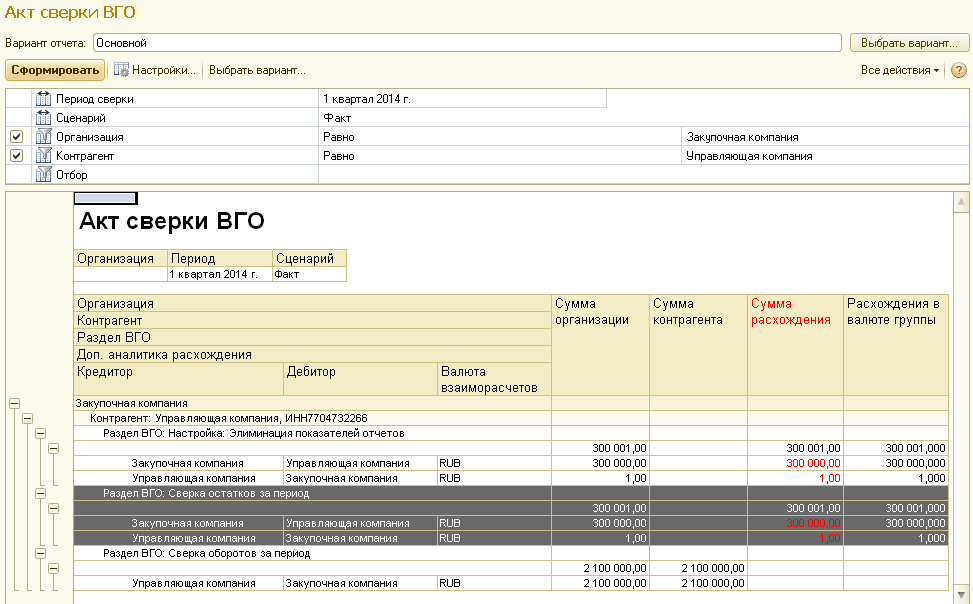 Акт сверки ВГО
Вариант отчета: Основной Выбрать вариант...
Сформировать Настройки... Выбрать вариант... Все действия ?
Период сверки 1 квартал 2014 г.
Сценарий Факт
Организация Равно Закупочная компания
Контрагент Равно Управляющая компания
Отбор
Акт сверки ВГО
Организация Период Сценарий
1 квартал 2014 г. Факт
Организация Сумма Сумма Сумма Расхождения в
Контрагент организации контрагента расхождения валюте группы
Раздел ВГО
Доп. аналитика расхождения
Кредитор Дебитор Валюта
взаиморасчетов
Закупочная компания
Контрагент: Управляющая компания, ИНН7704732266
Раздел ВГО: Настройка: Элиминация показателей отчетов
300 001,00 300 001,00 300 001,000
Закупочная компания Управляющая компания RUB 300 000,00 300 000,00 300 000,000
Управляющая компания Закупочная компания RUB 1,00 1,00 1,000
Раздел ВГО: Сверка остатков за период
300 001,00 300 001,00 300 001,000
Закупочная компания Управляющая компания RUB 300 000,00 300 000,00 300 000,000
Управляющая компания Закупочная компания RUB 1,00 1,00 1,000
Раздел ВГО: Сверка оборотов за период
2 100 000,00 2 100 000,00
Управляющая компания Закупочная компания RUB 2 100 000,00 2 100 000,00